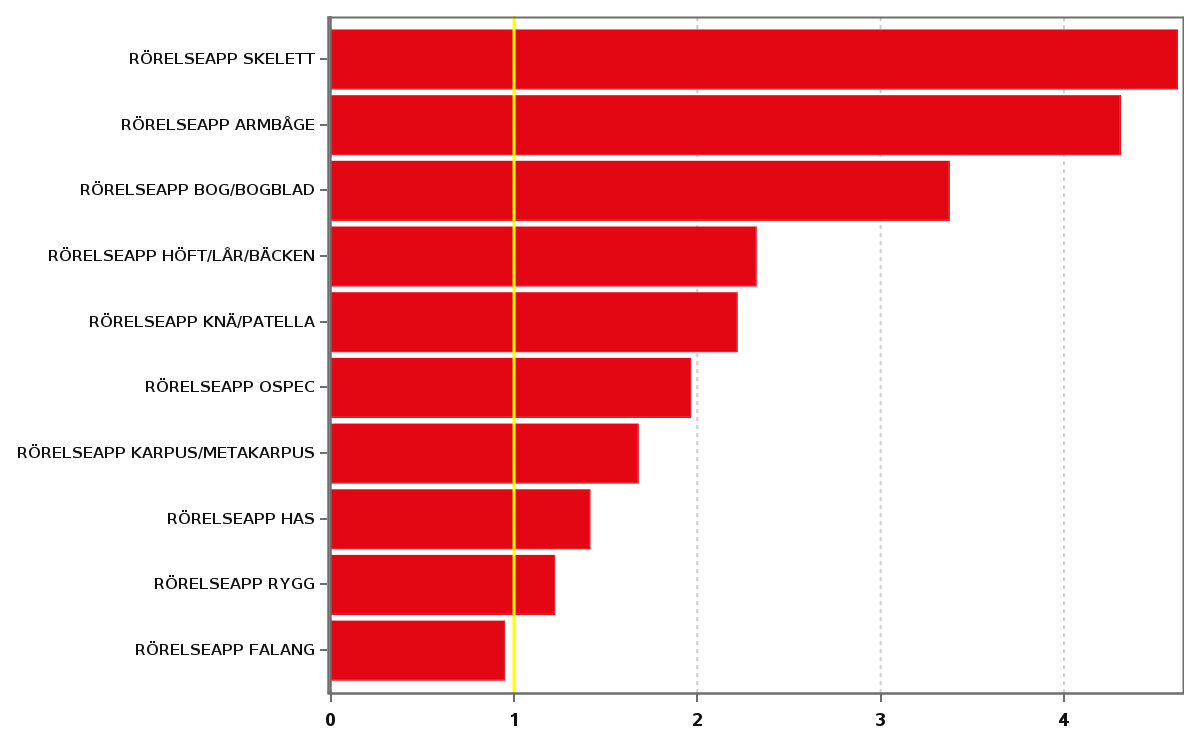 RÖRELSEAPP SKELETT
RÖRELSEAPP ARMBÅGE
RÖRELSEAPP BOG/BOGBLAD
RÖRELSEAPP HÖFT/LÅR/BÄCKEN
RÖRELSEAPP KNÄ/PATELLA
RÖRELSEAPP OSPEC
RÖRELSEAPP KARPUS/METAKARPUS
RÖRELSEAPP HAS
RÖRELSEAPP RYGG
RÖRELSEAPP FALANG
0 1 2 3 4